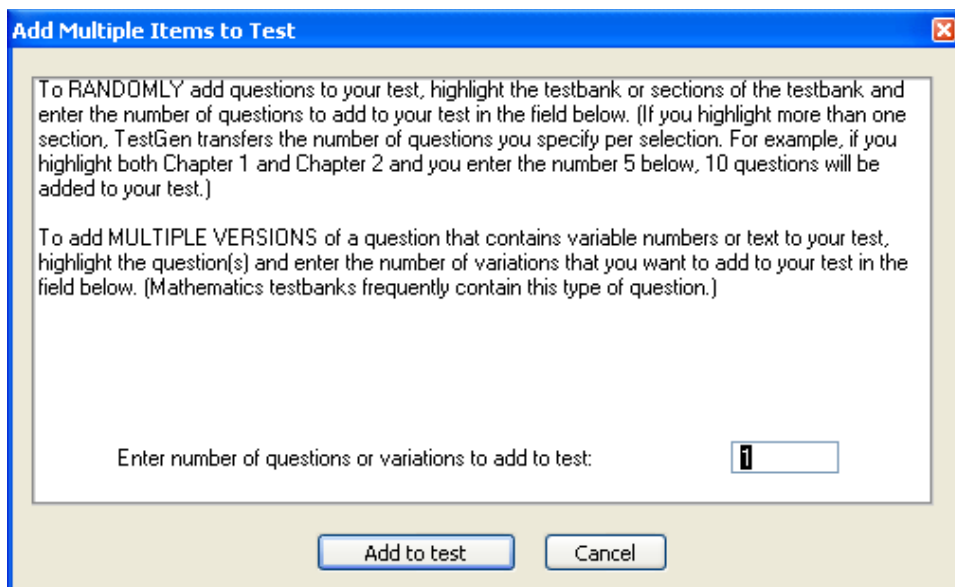 Add Multiple Items to Test
To RANDOMLY add questions to your test, highlight the testbank or sections of the testbank and
enter the number of questions to add to your test in the field below. (If you highlight more than one
section, TestGen transfers the number of questions you specify per selection. For example, if you
highlight both Chapter 1 and Chapter 2 and you enter the number 5 below, 10 questions will be
added to your test.)
To add MULTIPLE VERSIONS of a question that contains variable numbers or text to your test,
highlight the question(s) and enter the number of variations that you want to add to your test in the
field below. (Mathematics testbanks frequently contain this type of question.)
Enter number of questions or variations to add to test: 1
Add to test Cancel